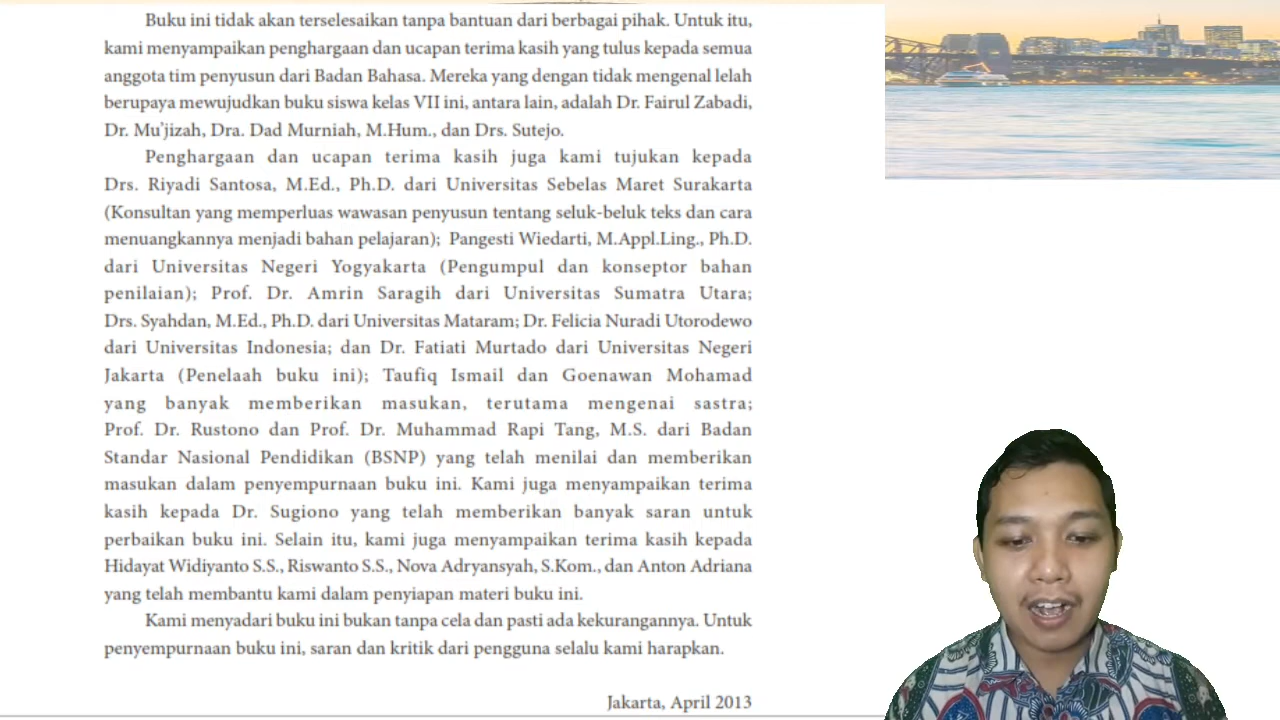 Buku ini tidak akan terselesaikan tanpa bantuan dari berbagai pihak. Untuk itu,
kami menyampaikan penghargaan dan ucapan terima kasih yang tulus kepada semua
anggota tim penyusun dari Badan Bahasa. Mereka yang dengan tidak mengenal lelah
berupaya mewujudkan buku siswa kelas VII ini, antara lain, adalah Dr. Fairul Zabadi,
Dr. Mu'jizah, Dra. Dad Murniah, M.Hum., dan Drs. Sutejo.
Penghargaan dan ucapan terima kasih juga kami tujukan kepada
Drs. Riyadi Santosa, M.Ed., Ph.D. dari Universitas Sebelas Maret Surakarta
(Konsultan yang memperluas wawasan penyusun tentang seluk-beluk teks dan cara
menuangkannya menjadi bahan pelajaran); Pangesti Wiedarti, M.Appl.Ling., Ph.D.
dari Universitas Negeri Yogyakarta (Pengumpul dan konseptor bahan
penilaian); Prof. Dr. Amrin Saragih dari Universitas Sumatra Utara;
Drs. Syahdan, M.Ed., Ph.D. dari Universitas Mataram; Dr. Felicia Nuradi Utorodewo
dari Universitas Indonesia; dan Dr. Fatiati Murtado dari Universitas Negeri
Jakarta (Penelaah buku ini); Taufiq Ismail dan Goenawan Mohamad
yang banyak memberikan masukan, terutama mengenai sastra;
Prof. Dr. Rustono dan Prof. Dr. Muhammad Rapi Tang, M.S. dari Badan
Standar Nasional Pendidikan (BSNP) yang telah menilai dan memberikan
masukan dalam penyempurnaan buku ini. Kami juga menyampaikan terima
kasih kepada Dr. Sugiono yang telah memberikan banyak saran untuk
perbaikan buku ini. Selain itu, kami juga menyampaikan terima kasih kepada
Hidayat Widiyanto S.S., Riswanto S.S., Nova Adryansyah, S.Kom., dan Anton Adriana
yang telah membantu kami dalam penyiapan materi buku ini.
Kami menyadari buku ini bukan tanpa cela dan pasti ada kekurangannya. Untuk
penyempurnaan buku ini, saran dan kritik dari pengguna selalu kami harapkan.
Jakarta, April 2013